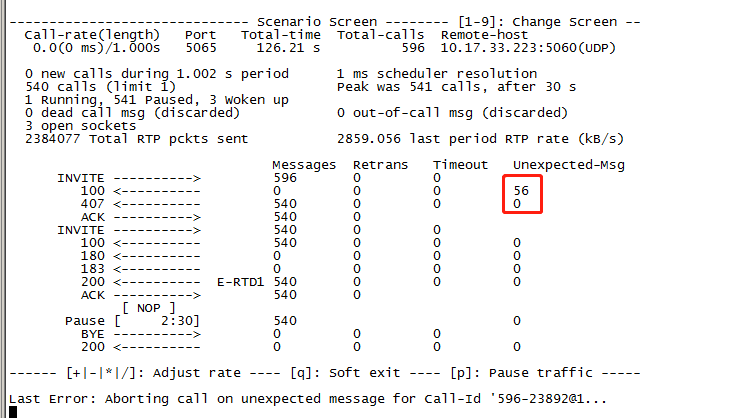 ------------------------------ Scenario Screen -------- [1-9]: Change Screen --
Call-rate(length) Port Total-time Total-calls Remote-host
0.0(0 ms)/1.000s 5065 126.21 s 596 10.17.33.223:5060(UDP)
0 new calls during 1.002 s period 1 ms scheduler resolution
540 calls (limit 1) Peak was 541 calls, after 30 s
1 Running, 541 Paused, 3 Woken up
0 dead call msg (discarded) 0 out-of-call msg (discarded)
3 open sockets
2384077 Total RTP pckts sent 2859.056 last period RTP rate (kB/s)
Messages Retrans Timeout Unexpected-Msg
INVITE ----------> 596 0 0
100 <---------- 0 0 0 56
407 <---------- 540 0 0 0
ACK ----------> 540 0
INVITE ----------> 540 0 0
100 <---------- 540 0 0 0
180 <---------- 0 0 0 0
183 <---------- 0 0 0 0
200 <---------- E-RTD1 540 0 0 0
ACK ----------> 540 0
[ NOP ]
Pause [ 2:30] 540 0
BYE ----------> 0 0 0
200 <---------- 0 0 0 0
------ [+|-|*|/]: Adjust rate ---- [q]: Soft exit ---- [p]: Pause traffic -----
Last Error: Aborting call on unexpected message for Call-Id '596-23892@1...